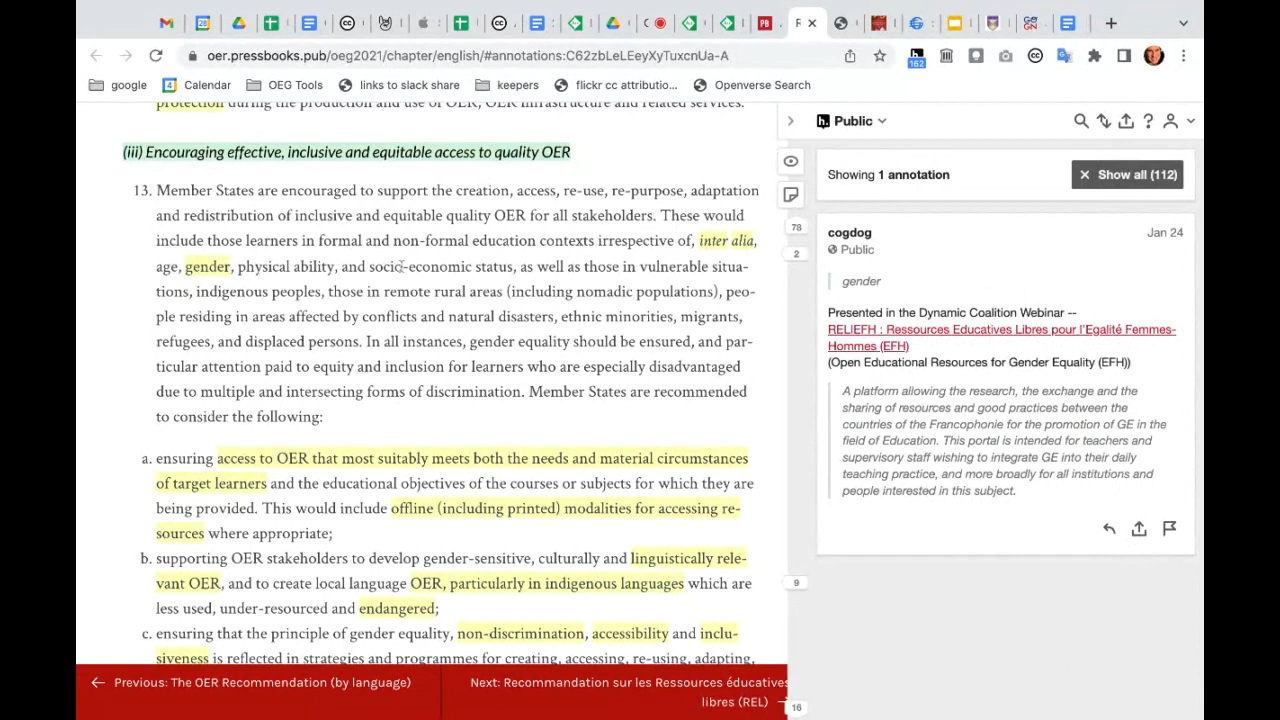 oer.pressbooks.pub/oeg2021/chapter/english/#annotations:C62zbLeLEeyXyTuxcnUa-A
162
google
Calendar
OEG Tools
links to slack share
keepers
flickr cc attributio...
Openverse Search
protection during the production and use of OER, OER infrastructure and related services.
(iii) Encouraging effective, inclusive and equitable access to quality OER
13. Member States are encouraged to support the creation, access, re-use, re-purpose, adaptation
and redistribution of inclusive and equitable quality OER for all stakeholders. These would
include those learners in formal and non-formal education contexts irrespective of, inter alia,
age, gender, physical ability, and socio-economic status, as well as those in vulnerable situa-
tions, indigenous peoples, those in remote rural areas (including nomadic populations), peo-
ple residing in areas affected by conflicts and natural disasters, ethnic minorities, migrants,
refugees, and displaced persons. In all instances, gender equality should be ensured, and par-
ticular attention paid to equity and inclusion for learners who are especially disadvantaged
due to multiple and intersecting forms of discrimination. Member States are recommended
to consider the following:
a. ensuring access to OER that most suitably meets both the needs and material circumstances
of target learners and the educational objectives of the courses or subjects for which they are
being provided. This would include offline (including printed) modalities for accessing re-
sources where appropriate;
b. supporting OER stakeholders to develop gender-sensitive, culturally and linguistically rele-
vant OER, and to create local language OER, particularly in indigenous languages which are
less used, under-resourced and endangered;
c. ensuring that the principle of gender equality, non-discrimination, accessibility and inclu-
siveness is reflected in strategies and programmes for creating, accessing, re-using, adapting,
← Previous: The OER Recommendation (by language)
Next: Recommandation sur les Ressources éducatives
libres (REL) →
78
2
9
16
Public
Showing 1 annotation
× Show all (112)
cogdog
Jan 24
Public
gender
Presented in the Dynamic Coalition Webinar --
REL|EFH : Ressources Educatives Libres pour l'Egalité Femmes-
Hommes (EFH)
(Open Educational Resources for Gender Equality (EFH))
A platform allowing the research, the exchange and the
sharing of resources and good practices between the
countries of the Francophonie for the promotion of GE in the
field of Education. This portal is intended for teachers and
supervisory staff wishing to integrate GE into their daily
teaching practice, and more broadly for all institutions and
people interested in this subject.